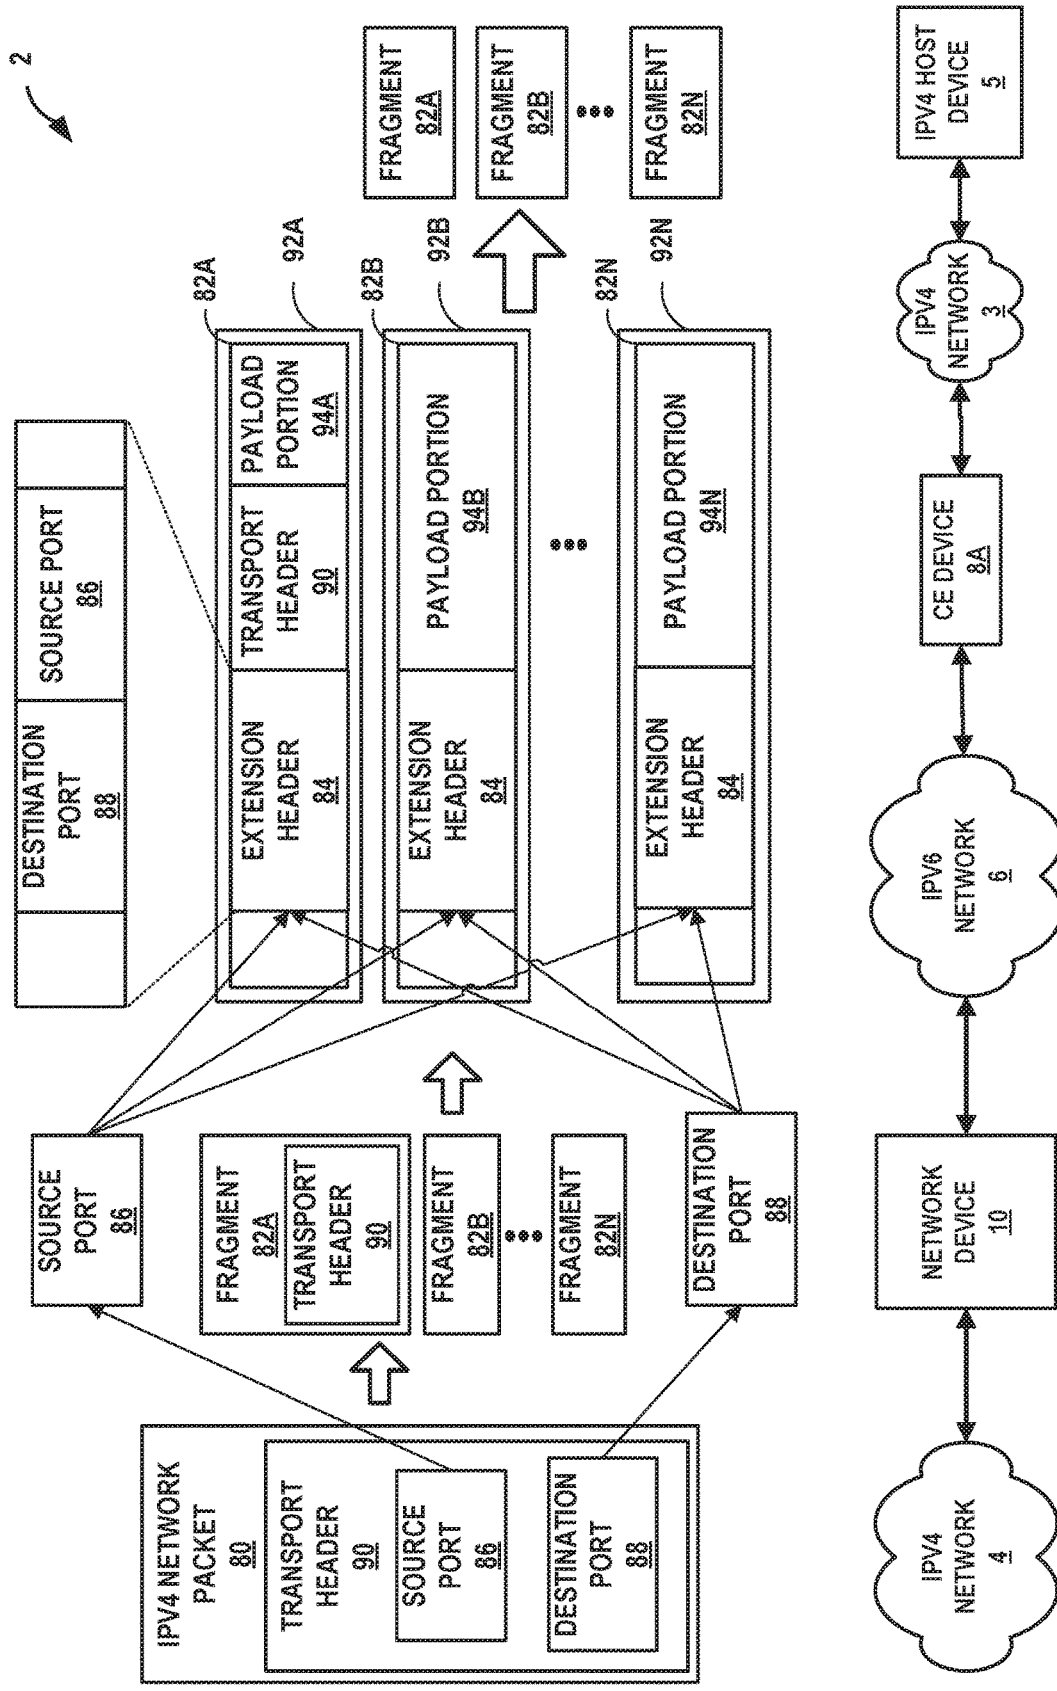 2
IPV4 NETWORK
PACKET
80
TRANSPORT
HEADER
90
SOURCE
PORT
86
DESTINATION
PORT
88
SOURCE
PORT
86
FRAGMENT
82A
TRANSPORT
HEADER
90
FRAGMENT
82B
FRAGMENT
82N
DESTINATION
PORT
88
DESTINATION
PORT
88
SOURCE PORT
86
EXTENSION
HEADER
84
TRANSPORT
HEADER
90
PAYLOAD
PORTION
94A
82A
92A
EXTENSION
HEADER
84
PAYLOAD PORTION
94B
82B
92B
EXTENSION
HEADER
84
PAYLOAD PORTION
94N
82N
92N
FRAGMENT
82A
FRAGMENT
82B
FRAGMENT
82N
IPV4
NETWORK
4
NETWORK
DEVICE
10
IPV6
NETWORK
6
CE DEVICE
8A
IPV4
NETWORK
3
IPV4 HOST
DEVICE
5